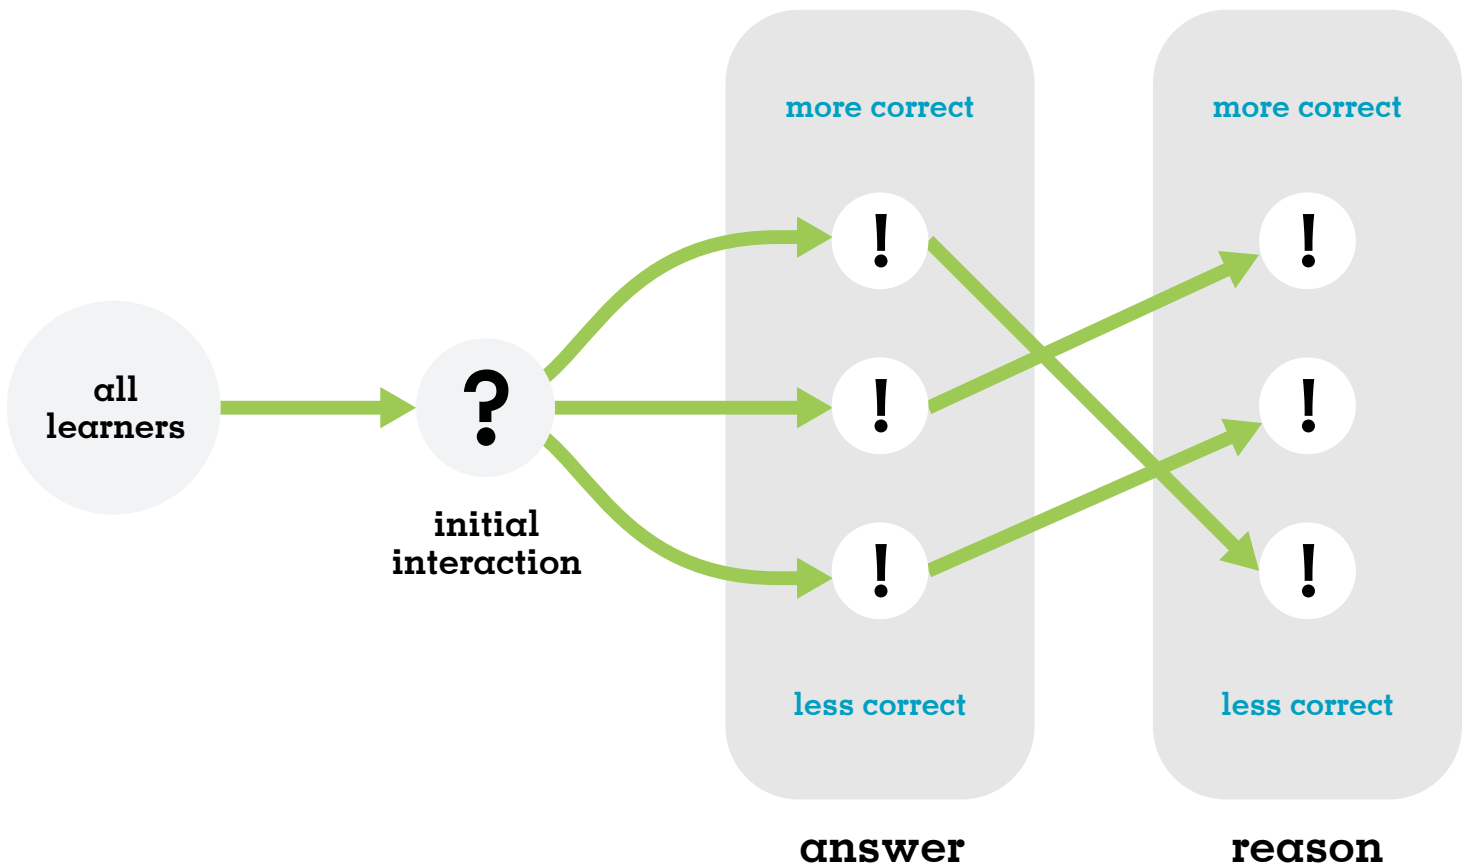 all
learners
?
initial
interaction
more correct
!
!
!
less correct
answer
more correct
!
!
!
less correct
reason